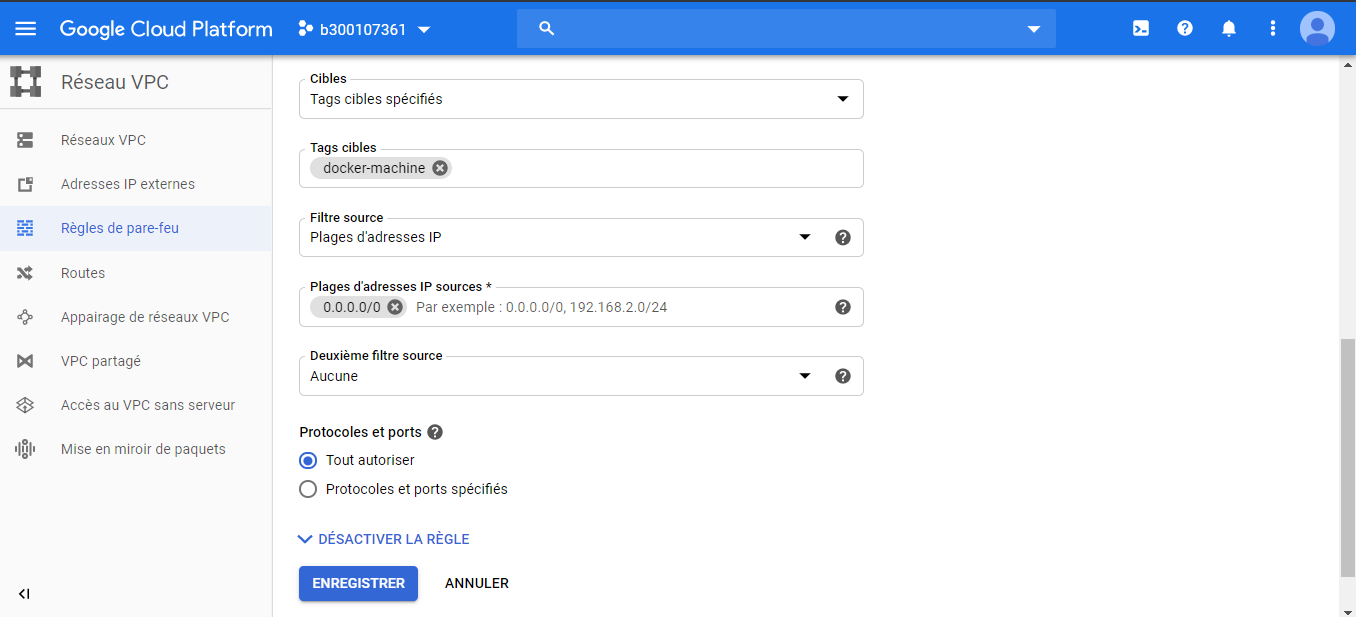 Google Cloud Platform
b300107361
Réseau VPC
Réseaux VPC
Adresses IP externes
Règles de pare-feu
Routes
Appairage de réseaux VPC
VPC partagé
Accès au VPC sans serveur
Mise en miroir de paquets
Cibles
Tags cibles spécifiés
Tags cibles
docker-machine
Filtre source
Plages d'adresses IP
Plages d'adresses IP sources *
0.0.0.0/0 Par exemple : 0.0.0.0/0, 192.168.2.0/24
Deuxième filtre source
Aucune
Protocoles et ports
Tout autoriser
Protocoles et ports spécifiés
DÉSACTIVER LA RÈGLE
ENREGISTRER ANNULER